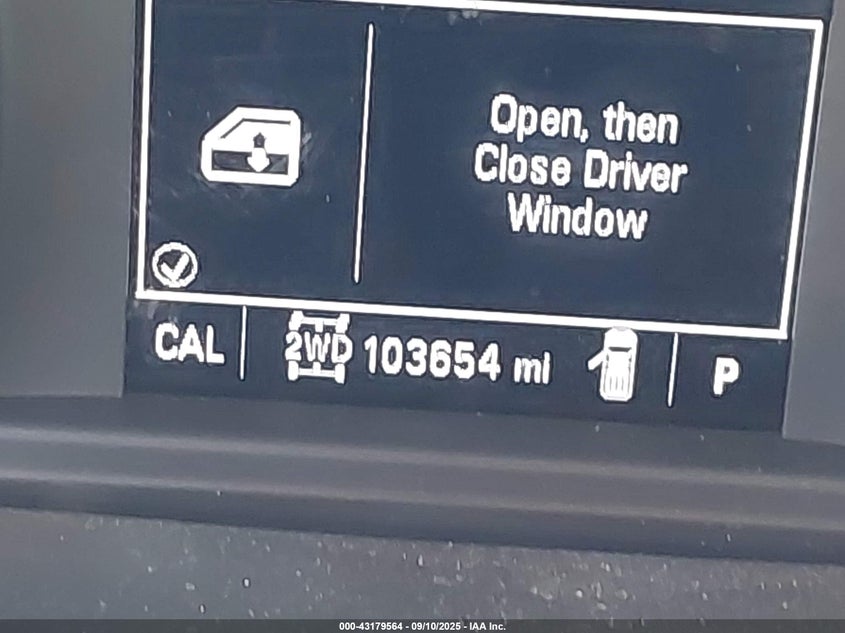 Open, then
Close Driver
Window
CAL 2WD 103654 mi P
000-43179564 - 09/10/2025 - IAA Inc.